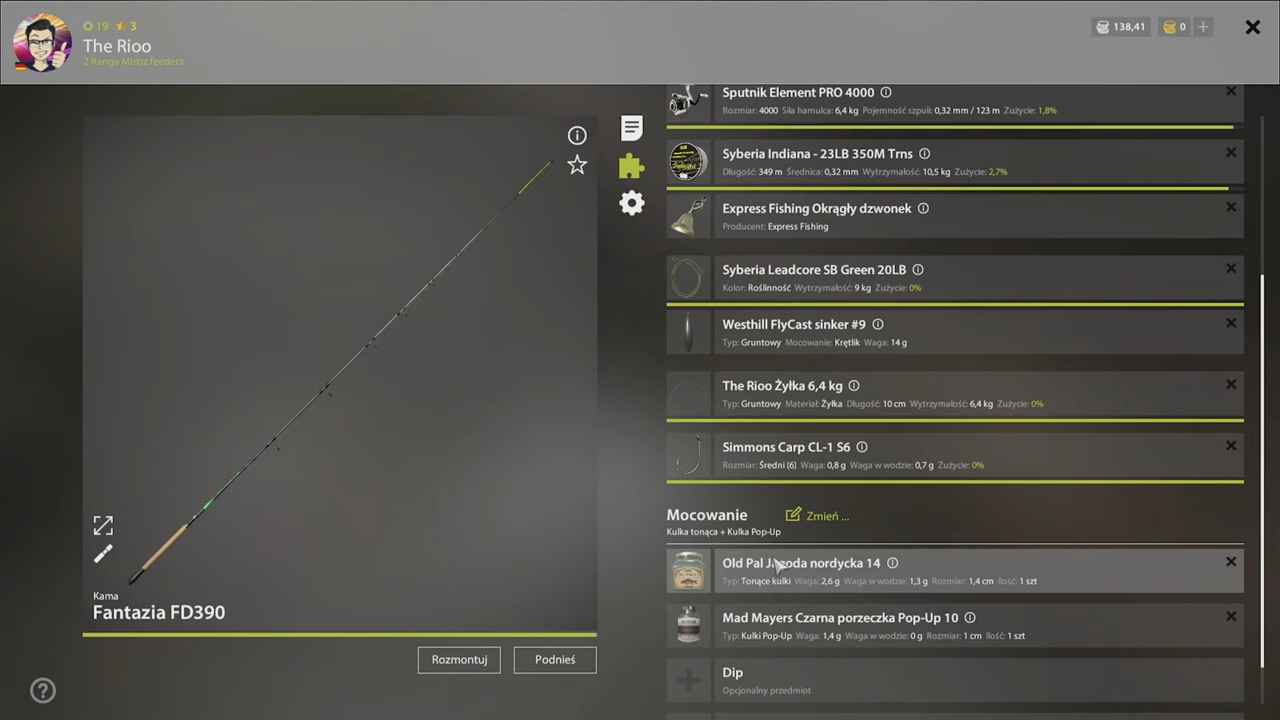 19 3
The Rioo
2 Ranga Mistrz feedera
138,41 0
Sputnik Element PRO 4000
Rozmiar: 4000 Siła hamulca: 6,4 kg Pojemność szpuli: 0,32 mm / 123 m Zużycie: 1,8%
Syberia Indiana - 23LB 350M Trns
Długość: 349 m Średnica: 0,32 mm Wytrzymałość: 10,5 kg Zużycie: 2,7%
Express Fishing Okrągły dzwonek
Producent: Express Fishing
Syberia Leadcore SB Green 20LB
Kolor: Roślinność Wytrzymałość: 9 kg Zużycie: 0%
Westhill FlyCast sinker #9
Typ: Gruntowy Mocowanie: Krętlik Waga: 14 g
The Rioo Żyłka 6,4 kg
Typ: Gruntowy Materiał: Żyłka Długość: 10 cm Wytrzymałość: 6,4 kg Zużycie: 0%
Simmons Carp CL-1 S6
Rozmiar: Średni (6) Waga: 0,8 g Waga w wodzie: 0,7 g Zużycie: 0%
Mocowanie Zmień ...
Kulka tonąca + Kulka Pop-Up
Old Pal Jagoda nordycka 14
Typ: Tonące kulki Waga: 2,6 g Waga w wodzie: 1,3 g Rozmiar: 1,4 cm Ilość: 1 szt
Mad Mayers Czarna porzeczka Pop-Up 10
Typ: Kulki Pop-Up Waga: 1,4 g Waga w wodzie: 0 g Rozmiar: 1 cm Ilość: 1 szt
Dip
Opcjonalny przedmiot
Kama
Fantazia FD390
Rozmontuj Podnieś